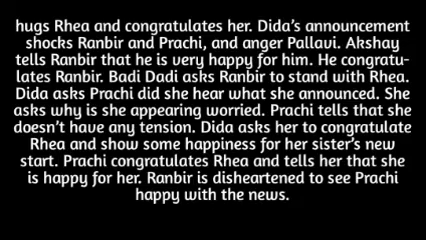 hugs Rhea and congratulates her. Dida's announcement
shocks Ranbir and Prachi, and anger Pallavi. Akshay
tells Ranbir that he is very happy for him. He congratu-
lates Ranbir. Badi Dadi asks Ranbir to stand with Rhea.
Dida asks Prachi did she hear what she announced. She
asks why is she appearing worried. Prachi tells that she
doesn't have any tension. Dida asks her to congratulate
Rhea and show some happiness for her sister's new
start. Prachi congratulates Rhea and tells her that she
is happy for her. Ranbir is disheartened to see Prachi
happy with the news.